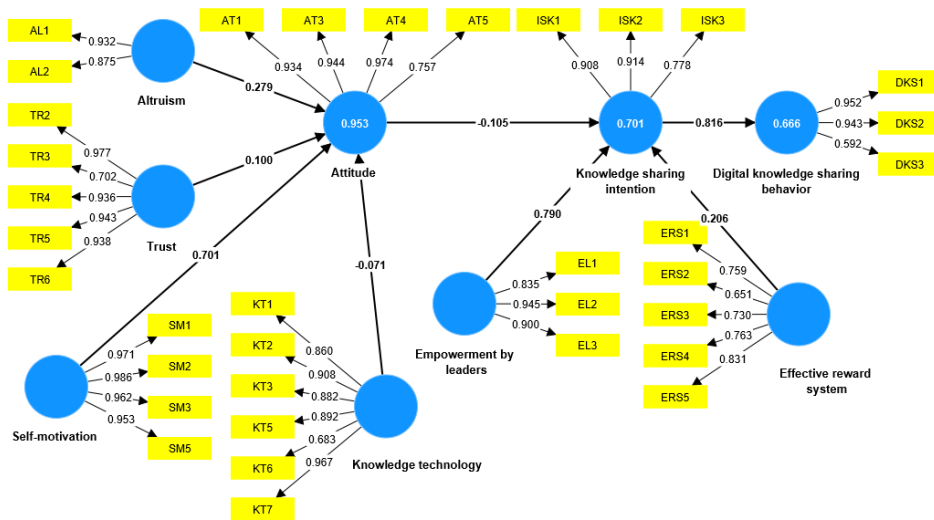 AL1
0.932
AL2
0.875
Altruism
0.279
AT1
AT3
AT4
AT5
0.934
0.944
0.974
0.757
0.953
Attitude
ISK1
ISK2
ISK3
0.908
0.914
0.778
-0.105
0.701
Knowledge sharing
intention
0.816
0.666
Digital knowledge sharing
behavior
DKS1
0.952
DKS2
0.943
DKS3
0.592
TR2
TR3
TR4
TR5
TR6
0.977
0.702
0.936
0.943
0.938
Trust
0.100
0.701
-0.071
0.790
0.206
SM1
SM2
SM3
SM5
0.971
0.986
0.962
0.953
Self-motivation
KT1
KT2
KT3
KT5
KT6
KT7
0.860
0.908
0.882
0.892
0.683
0.967
Knowledge technology
EL1
EL2
EL3
0.835
0.945
0.900
Empowerment by
leaders
ERS1
ERS2
ERS3
ERS4
ERS5
0.759
0.651
0.730
0.763
0.831
Effective reward
system